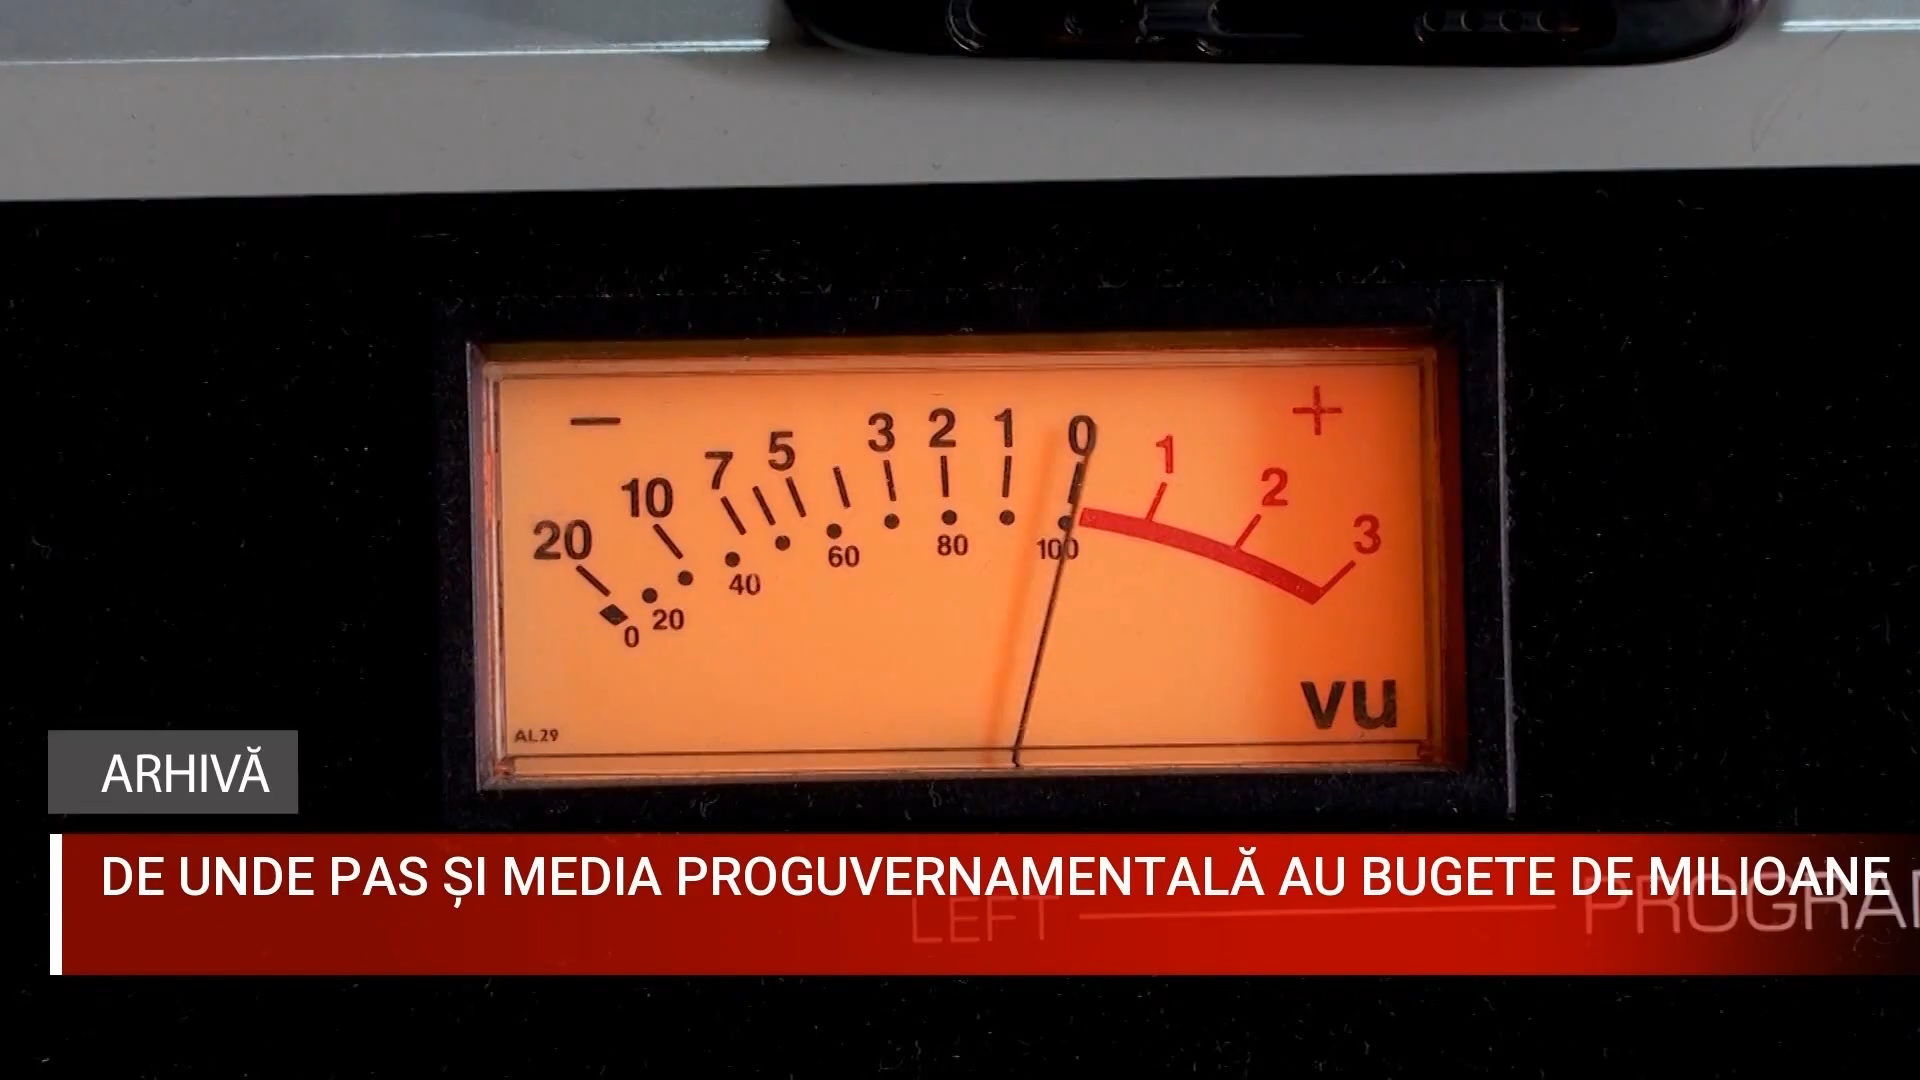 − +
20 10 7 5 3 2 1 0 1 2 3
0 20 40 60 80 100
VU
AL29
ARHIVĂ
DE UNDE PAS ȘI MEDIA PROGUVERNAMENTALĂ AU BUGETE DE MILIOANE
LEFT